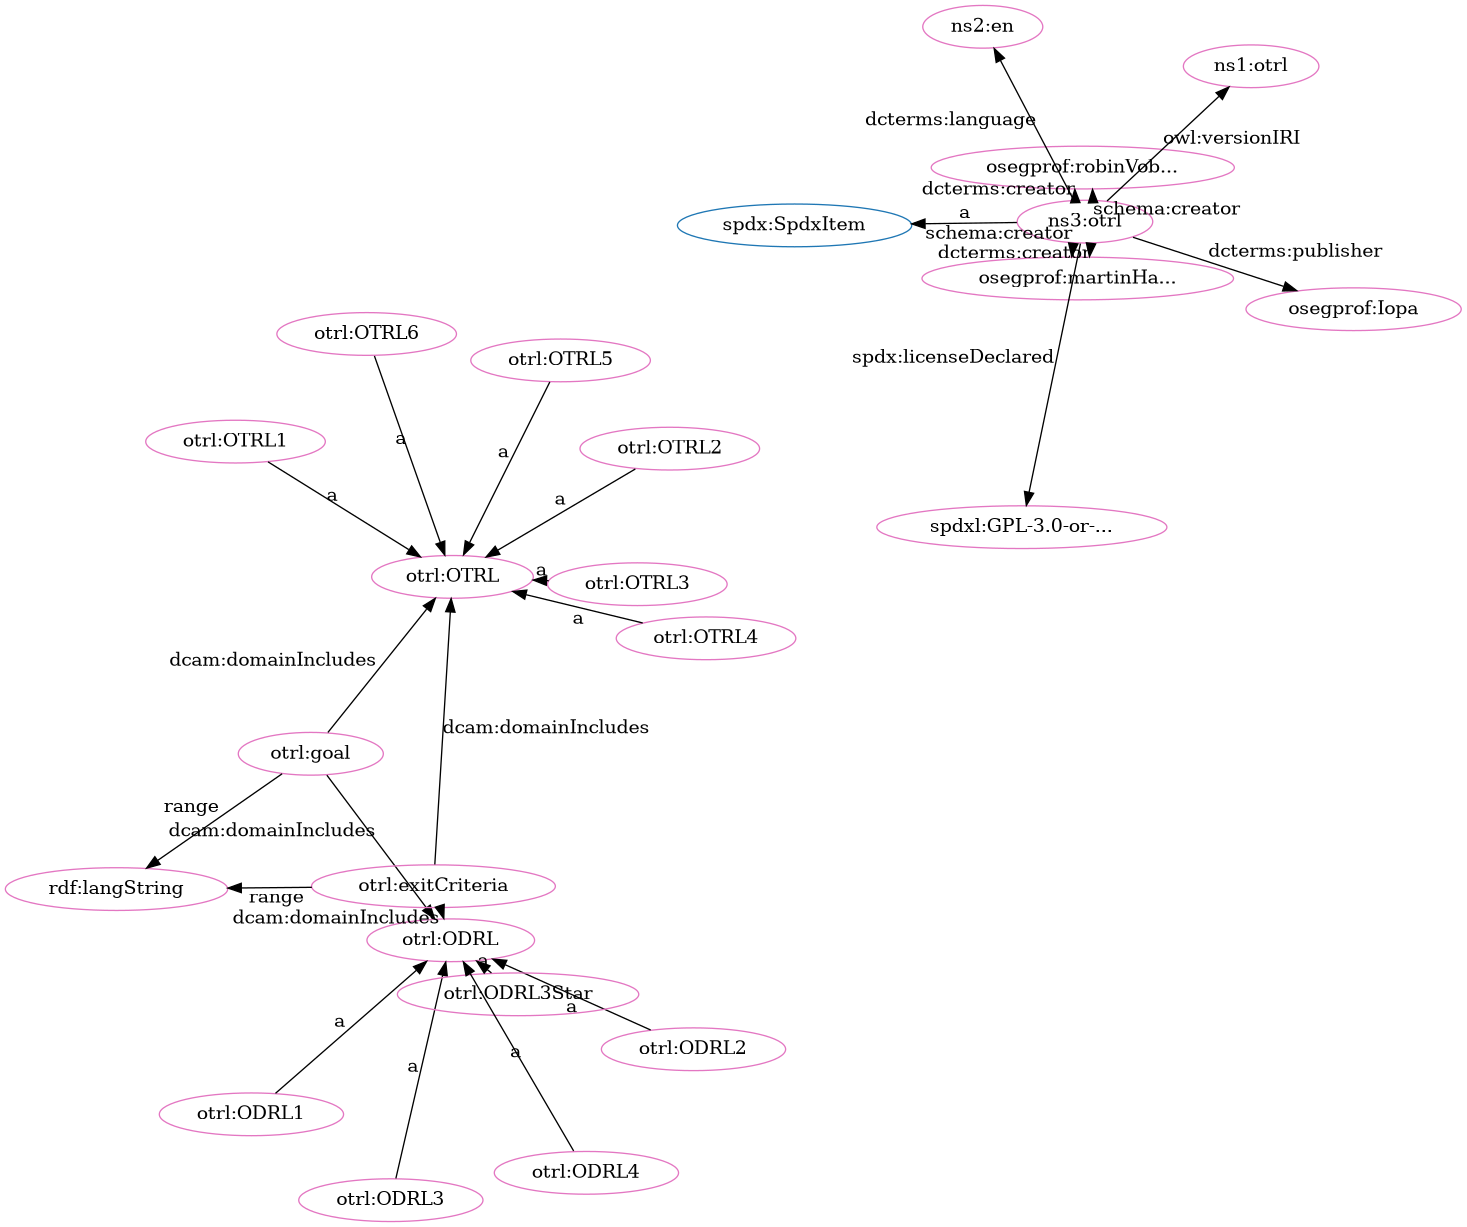 ns2:en
ns1:otrl
dcterms:language
owl:versionIRI
osegprof:robinVob...
dcterms:creator
schema:creator
a
spdx:SpdxItem
ns3:otrl
schema:creator
dcterms:creator
dcterms:publisher
osegprof:martinHa...
osegprof:Iopa
otrl:OTRL6
spdx:licenseDeclared
otrl:OTRL5
otrl:OTRL1
a
otrl:OTRL2
a
a
a
spdxl:GPL-3.0-or-...
a
otrl:OTRL
otrl:OTRL3
a
otrl:OTRL4
dcam:domainIncludes
dcam:domainIncludes
otrl:goal
range
dcam:domainIncludes
rdf:langString
otrl:exitCriteria
range
dcam:domainIncludes
otrl:ODRL
a
otrl:ODRL3Star
a
a
otrl:ODRL2
a
a
otrl:ODRL1
otrl:ODRL4
otrl:ODRL3